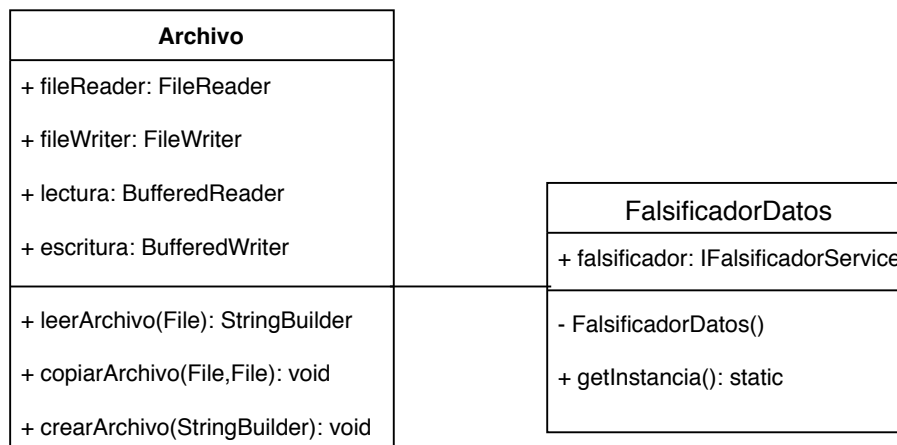 Archivo
+ fileReader: FileReader
+ fileWriter: FileWriter
+ lectura: BufferedReader
+ escritura: BufferedWriter
+ leerArchivo(File): StringBuilder
+ copiarArchivo(File,File): void
+ crearArchivo(StringBuilder): void
FalsificadorDatos
+ falsificador: IFalsificadorService
- FalsificadorDatos()
+ getInstancia(): static